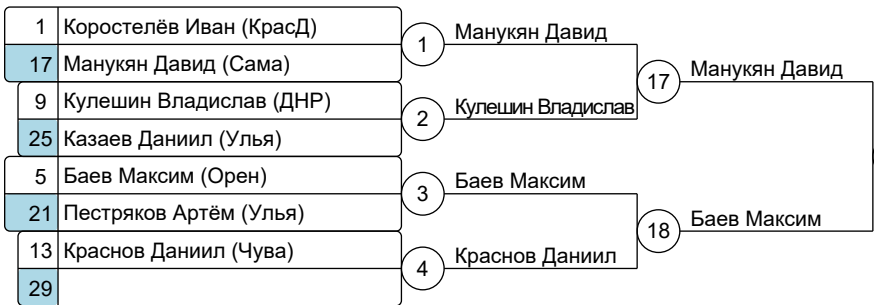 1 Коростелёв Иван (КрасД)
17 Манукян Давид (Сама)
1 Манукян Давид
9 Кулешин Владислав (ДНР)
25 Казаев Даниил (Улья)
2 Кулешин Владислав
17 Манукян Давид
5 Баев Максим (Орен)
21 Пестряков Артём (Улья)
3 Баев Максим
13 Краснов Даниил (Чува)
29
4 Краснов Даниил
18 Баев Максим